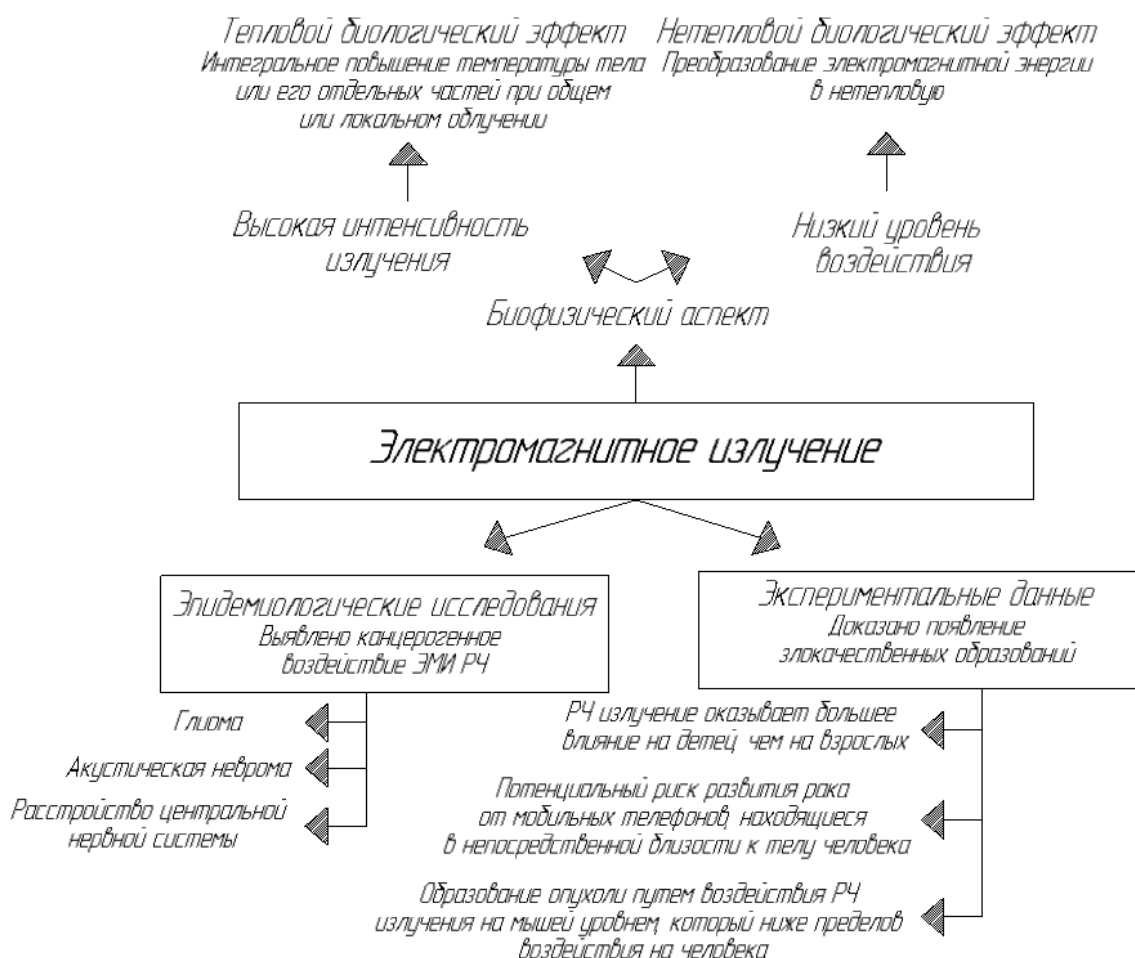 Тепловой биологический эффект
Интегральное повышение температуры тела
или его отдельных частей при общем
или локальном облучении
Нетепловой биологический эффект
Преобразование электромагнитной энергии
в нетепловую
Высокая интенсивность
излучения
Низкий уровень
воздействия
Биофизический аспект
Электромагнитное излучение
Эпидемиологические исследования
Выявлено канцерогенное
воздействие ЭМИ РЧ
Глиома
Акустическая неврома
Расстройство центральной
нервной системы
Экспериментальные данные
Доказано появление
злокачественных образований
РЧ излучение оказывает большее
влияние на детей, чем на взрослых
Потенциальный риск развития рака
от мобильных телефонов, находящиеся
в непосредственной близости к телу человека
Образование опухоли путем воздействия РЧ
излучения на мышей уровнем, который ниже пределов
воздействия на человека